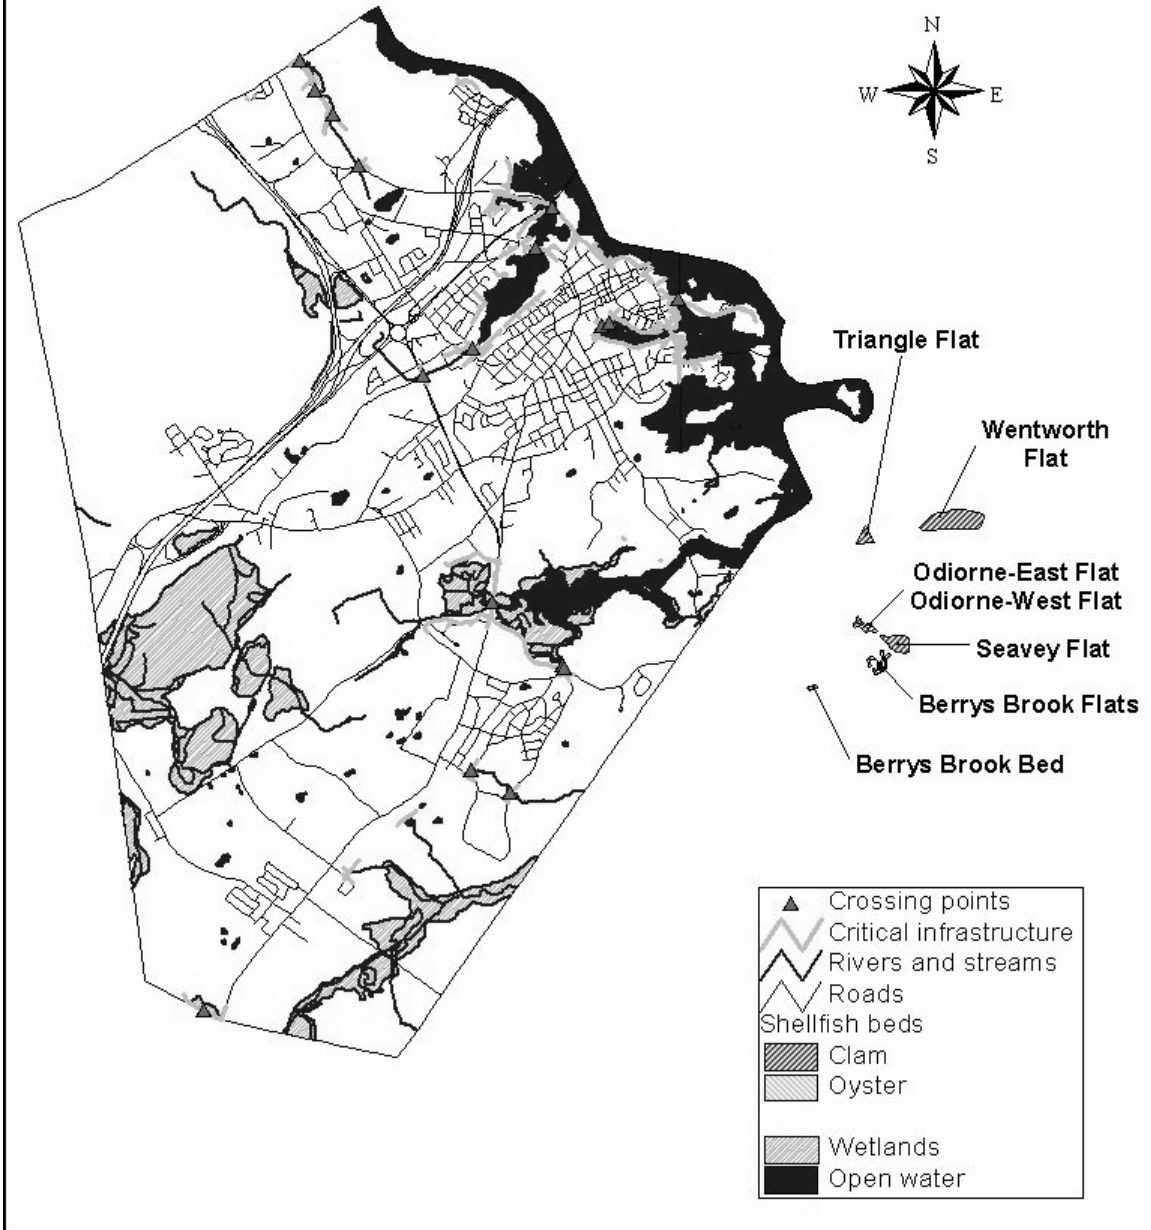 N
W E
S
Triangle Flat
Wentworth
Flat
Odiorne-East Flat
Odiorne-West Flat
Seavey Flat
Berrys Brook Flats
Berrys Brook Bed
Crossing points
Critical infrastructure
Rivers and streams
Roads
Shellfish beds
Clam
Oyster
Wetlands
Open water